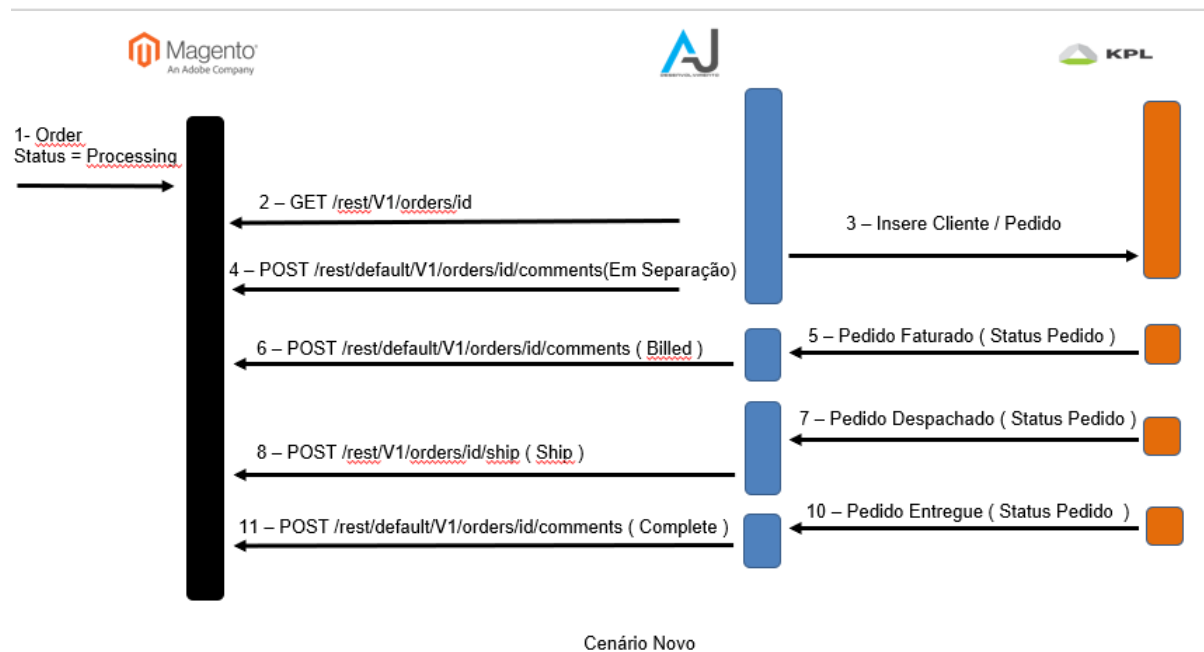 Magento®
An Adobe Company
AJ
DESENVOLVIMENTO
KPL
1- Order
Status = Processing
2 – GET /rest/V1/orders/id
3 – Insere Cliente / Pedido
4 – POST /rest/default/V1/orders/id/comments(Em Separação)
5 – Pedido Faturado ( Status Pedido )
6 – POST /rest/default/V1/orders/id/comments ( Billed )
7 – Pedido Despachado ( Status Pedido )
8 – POST /rest/V1/orders/id/ship ( Ship )
10 – Pedido Entregue ( Status Pedido )
11 – POST /rest/default/V1/orders/id/comments ( Complete )
Cenário Novo